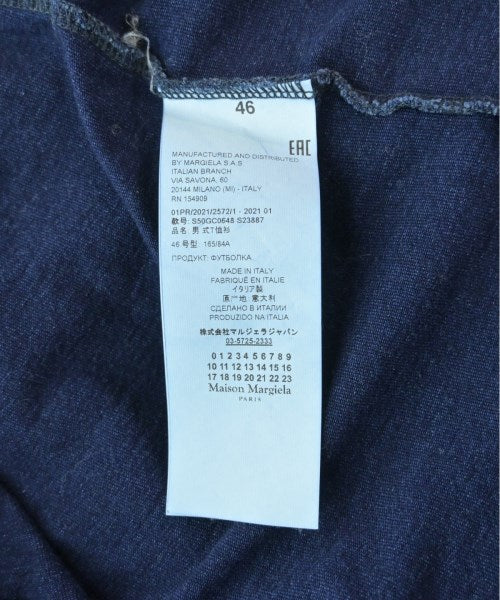 46
EAC
MANUFACTURED AND DISTRIBUTED
BY MARGIELA S.A.S
ITALIAN BRANCH
VIA SAVONA, 60
20144 MILANO (MI) - ITALY
RN 154909
01PR/2021/2572/1 - 2021 01
款号: S50GC0648 S23887
品名: 男 式T恤衫
46 号型: 165/84A
ПРОДУКТ: ФУТБОЛКА.
MADE IN ITALY
FABRIQUÉ EN ITALIE
イタリア製
原产地: 意大利
СДЕЛАНО В ИТАЛИИ
PRODUZIDO NA ITALIA
株式会社マルジェラジャパン
03-5725-2333
0 1 2 3 4 5 6 7 8 9
10 11 12 13 14 15 16
17 18 19 20 21 22 23
Maison Margiela
PARIS